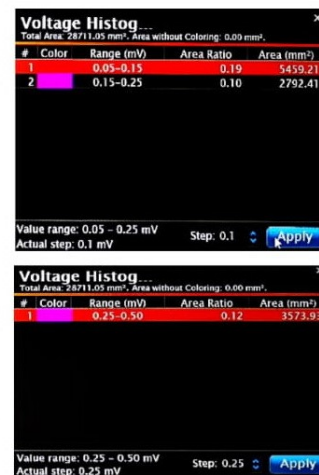 Voltage Histog...
Total Area: 28711.05 mm². Area without Coloring: 0.00 mm².
# Color Range (mV) Area Ratio Area (mm²)
1 0.05-0.15 0.19 5459.21
2 0.15-0.25 0.10 2792.41
Value range: 0.05 - 0.25 mV Step: 0.1 Apply
Actual step: 0.1 mV
Voltage Histog...
Total Area: 28711.05 mm². Area without Coloring: 0.00 mm².
# Color Range (mV) Area Ratio Area (mm²)
1 0.25-0.50 0.12 3573.93
Value range: 0.25 - 0.50 mV Step: 0.25 Apply
Actual step: 0.25 mV